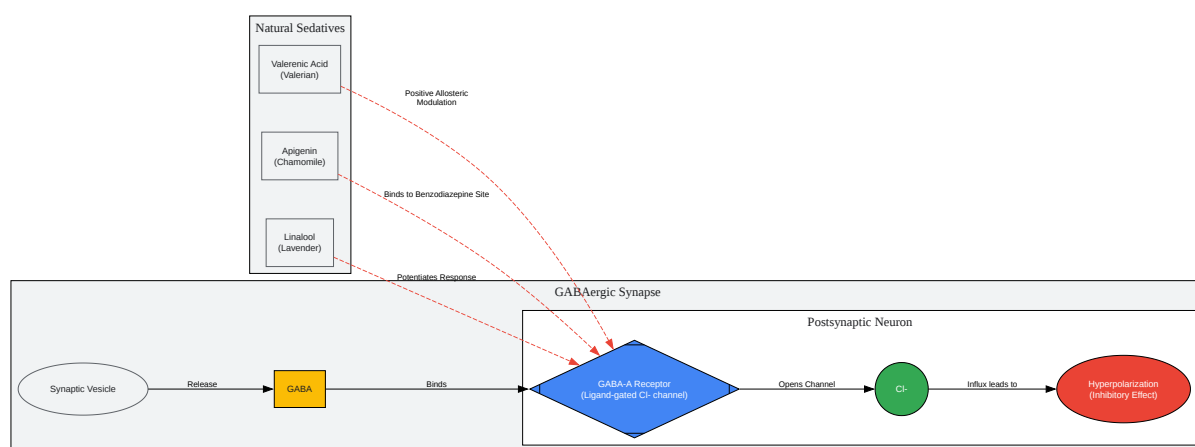 Natural Sedatives
Valerenic Acid
(Valerian)
Positive Allosteric
Modulation
Apigenin
(Chamomile)
Binds to Benzodiazepine Site
Linalool
(Lavender)
Potentiates Response
GABAergic Synapse
Postsynaptic Neuron
Synaptic Vesicle
Release
GABA
Binds
GABA-A Receptor
(Ligand-gated Cl- channel)
Opens Channel
Cl-
Influx leads to
Hyperpolarization
(Inhibitory Effect)